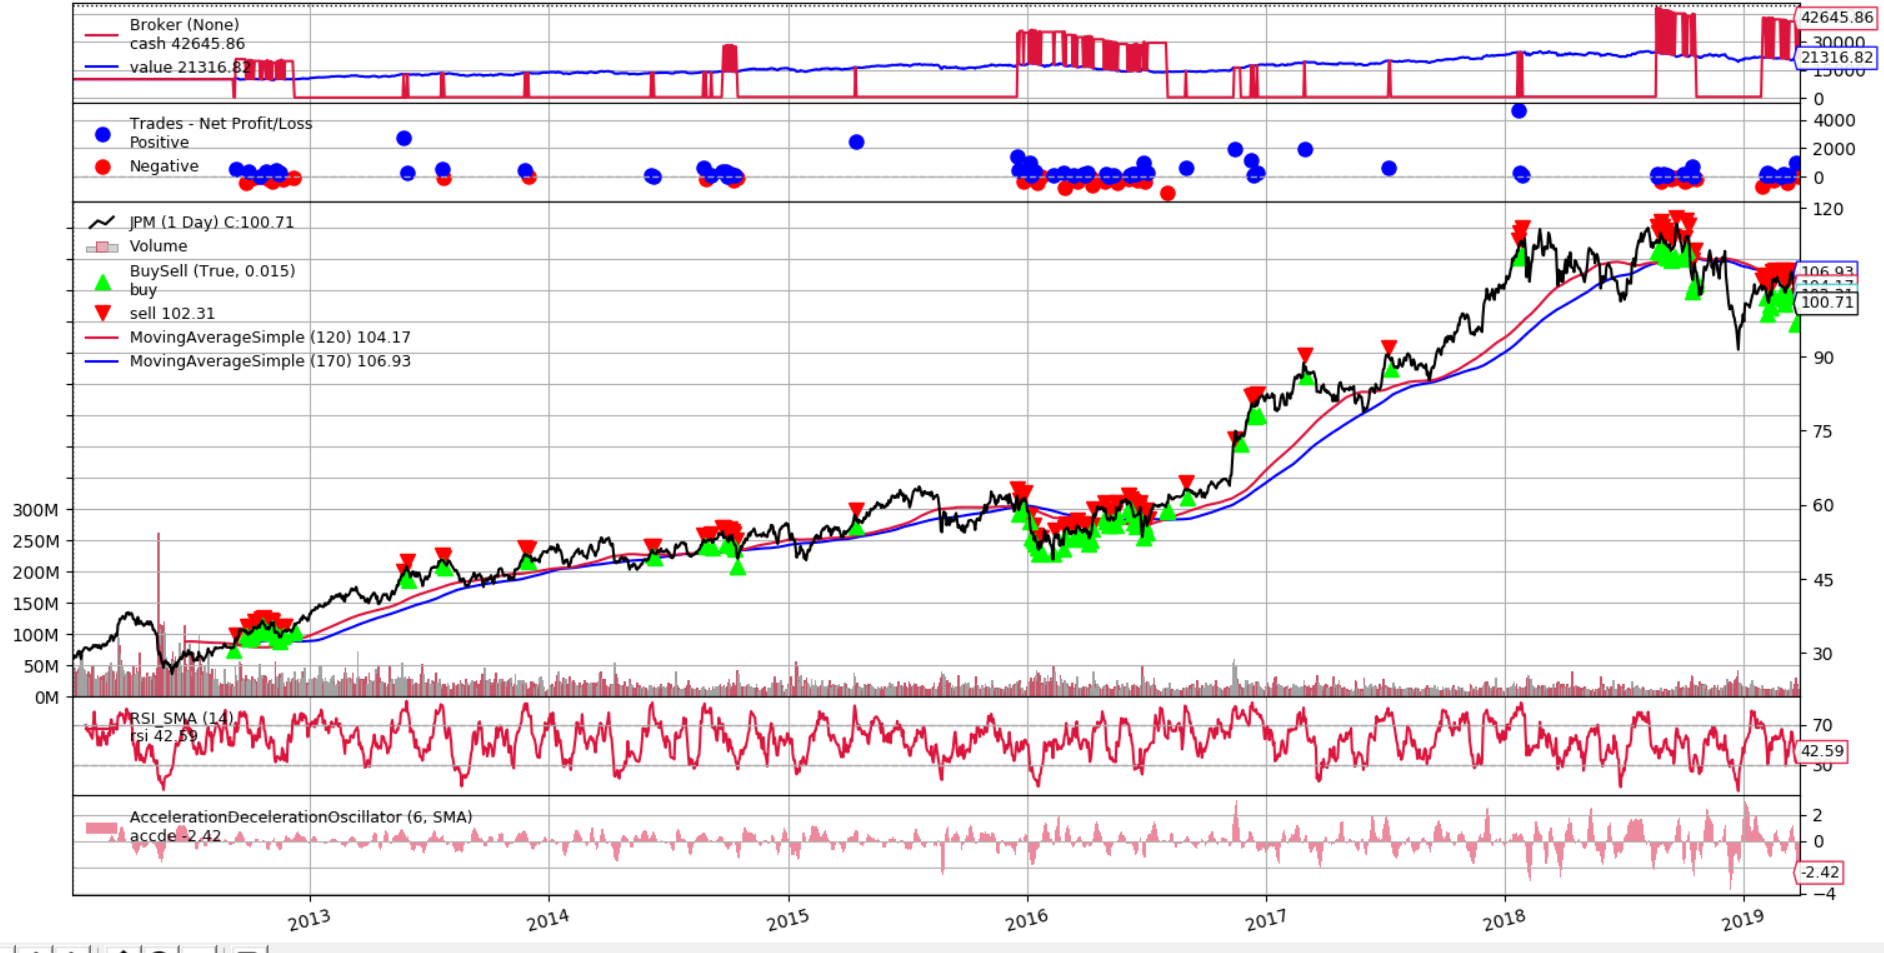 Broker (None)
cash 42645.86
value 21316.82
42645.86
30000
21316.82
15000
0
Trades - Net Profit/Loss
Positive
Negative
4000
2000
0
JPM (1 Day) C:100.71
Volume
BuySell (True, 0.015)
buy
sell 102.31
MovingAverageSimple (120) 104.17
MovingAverageSimple (170) 106.93
120
106.93
104.17
102.31
100.71
90
75
60
45
30
300M
250M
200M
150M
100M
50M
0M
RSI_SMA (14)
rsi 42.59
70
42.59
30
AccelerationDecelerationOscillator (6, SMA)
accde -2.42
2
0
-2.42
−4
2013
2014
2015
2016
2017
2018
2019